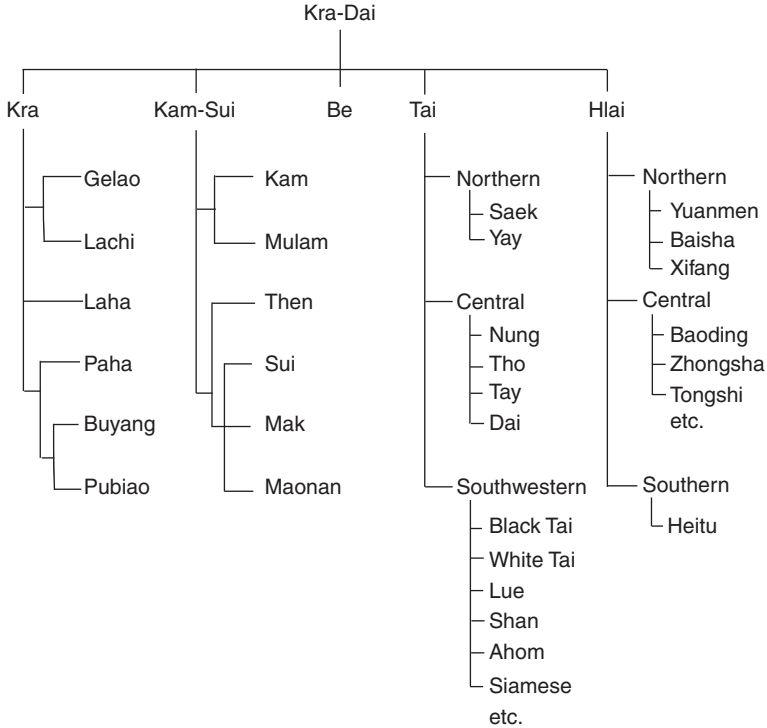 Kra-Dai
Kra
Kam-Sui
Be
Tai
Hlai
Gelao
Lachi
Laha
Paha
Buyang
Pubiao
Kam
Mulam
Then
Sui
Mak
Maonan
Northern
Saek
Yay
Central
Nung
Tho
Tay
Dai
Southwestern
Black Tai
White Tai
Lue
Shan
Ahom
Siamese
etc.
Northern
Yuanmen
Baisha
Xifang
Central
Baoding
Zhongsha
Tongshi
etc.
Southern
Heitu